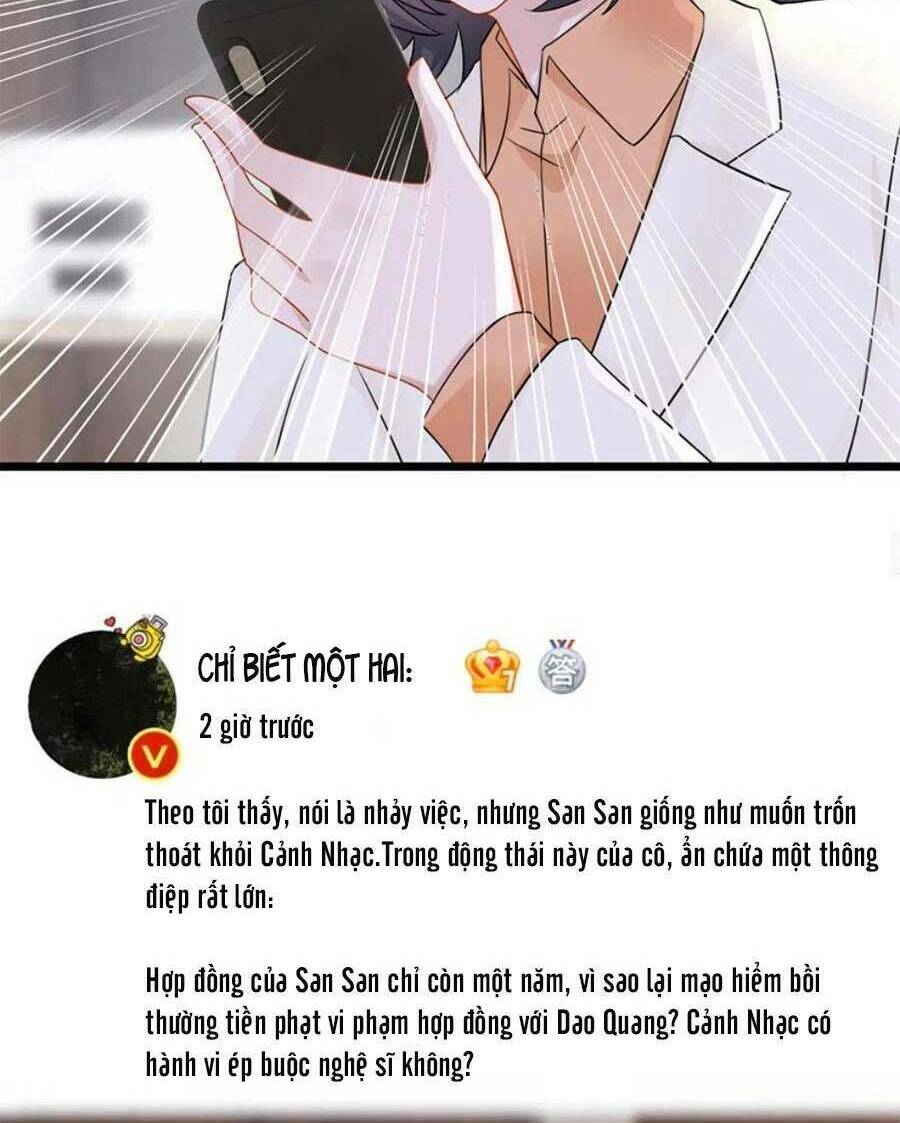 CHỈ BIẾT MỘT HAI:
7
答
2 giờ trước
V
Theo tôi thấy, nói là nhảy việc, nhưng San San giống như muốn trốn
thoát khỏi Cảnh Nhạc.Trong động thái này của cô, ẩn chứa một thông
điệp rất lớn:
Hợp đồng của San San chỉ còn một năm, vì sao lại mạo hiểm bồi
thường tiền phạt vi phạm hợp đồng với Dao Quang? Cảnh Nhạc có
hành vi ép buộc nghệ sĩ không?